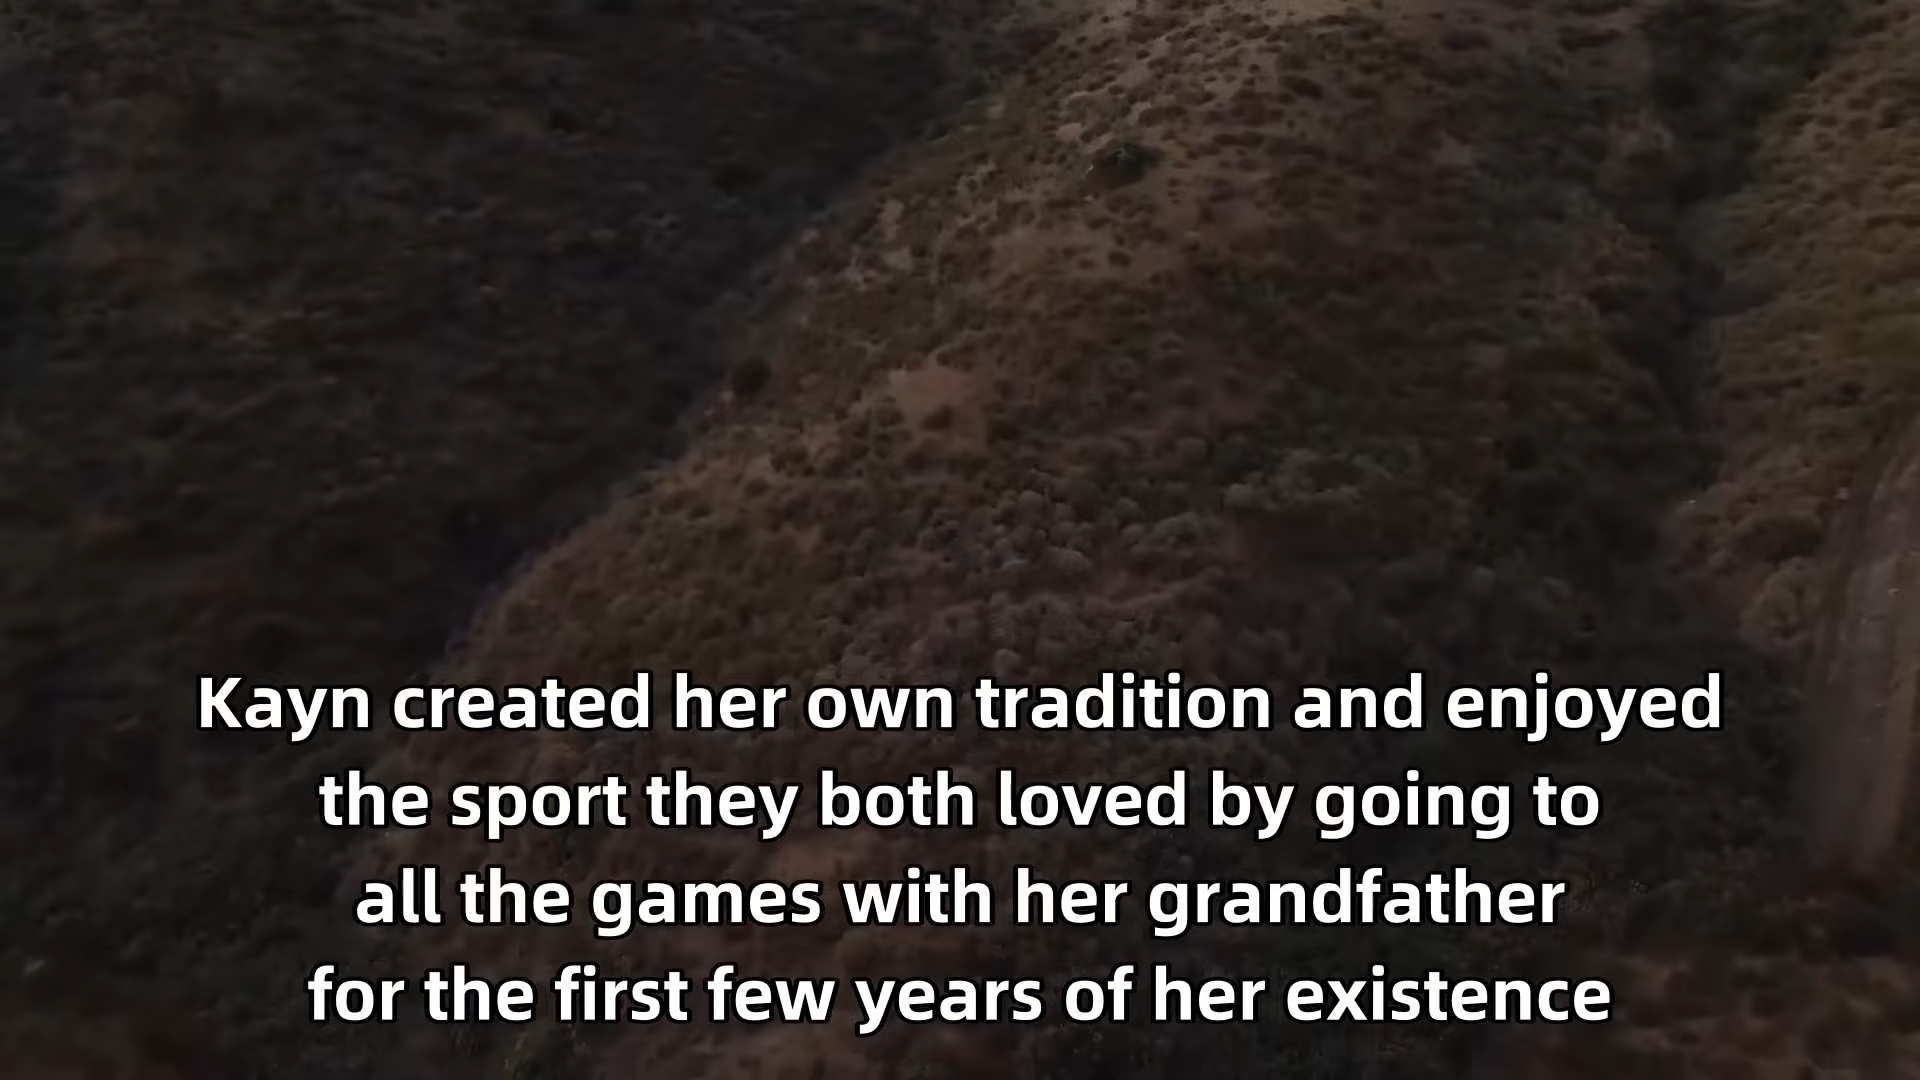 Kayn created her own tradition and enjoyed
the sport they both loved by going to
all the games with her grandfather
for the first few years of her existence